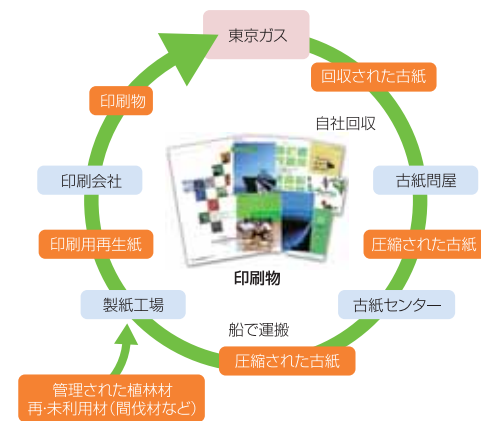 東京ガス
回収された古紙
自社回収
古紙問屋
圧縮された古紙
古紙センター
船で運搬
圧縮された古紙
製紙工場
管理された植林材
再・未利用材(間伐材など)
印刷用再生紙
印刷会社
印刷物
印刷物